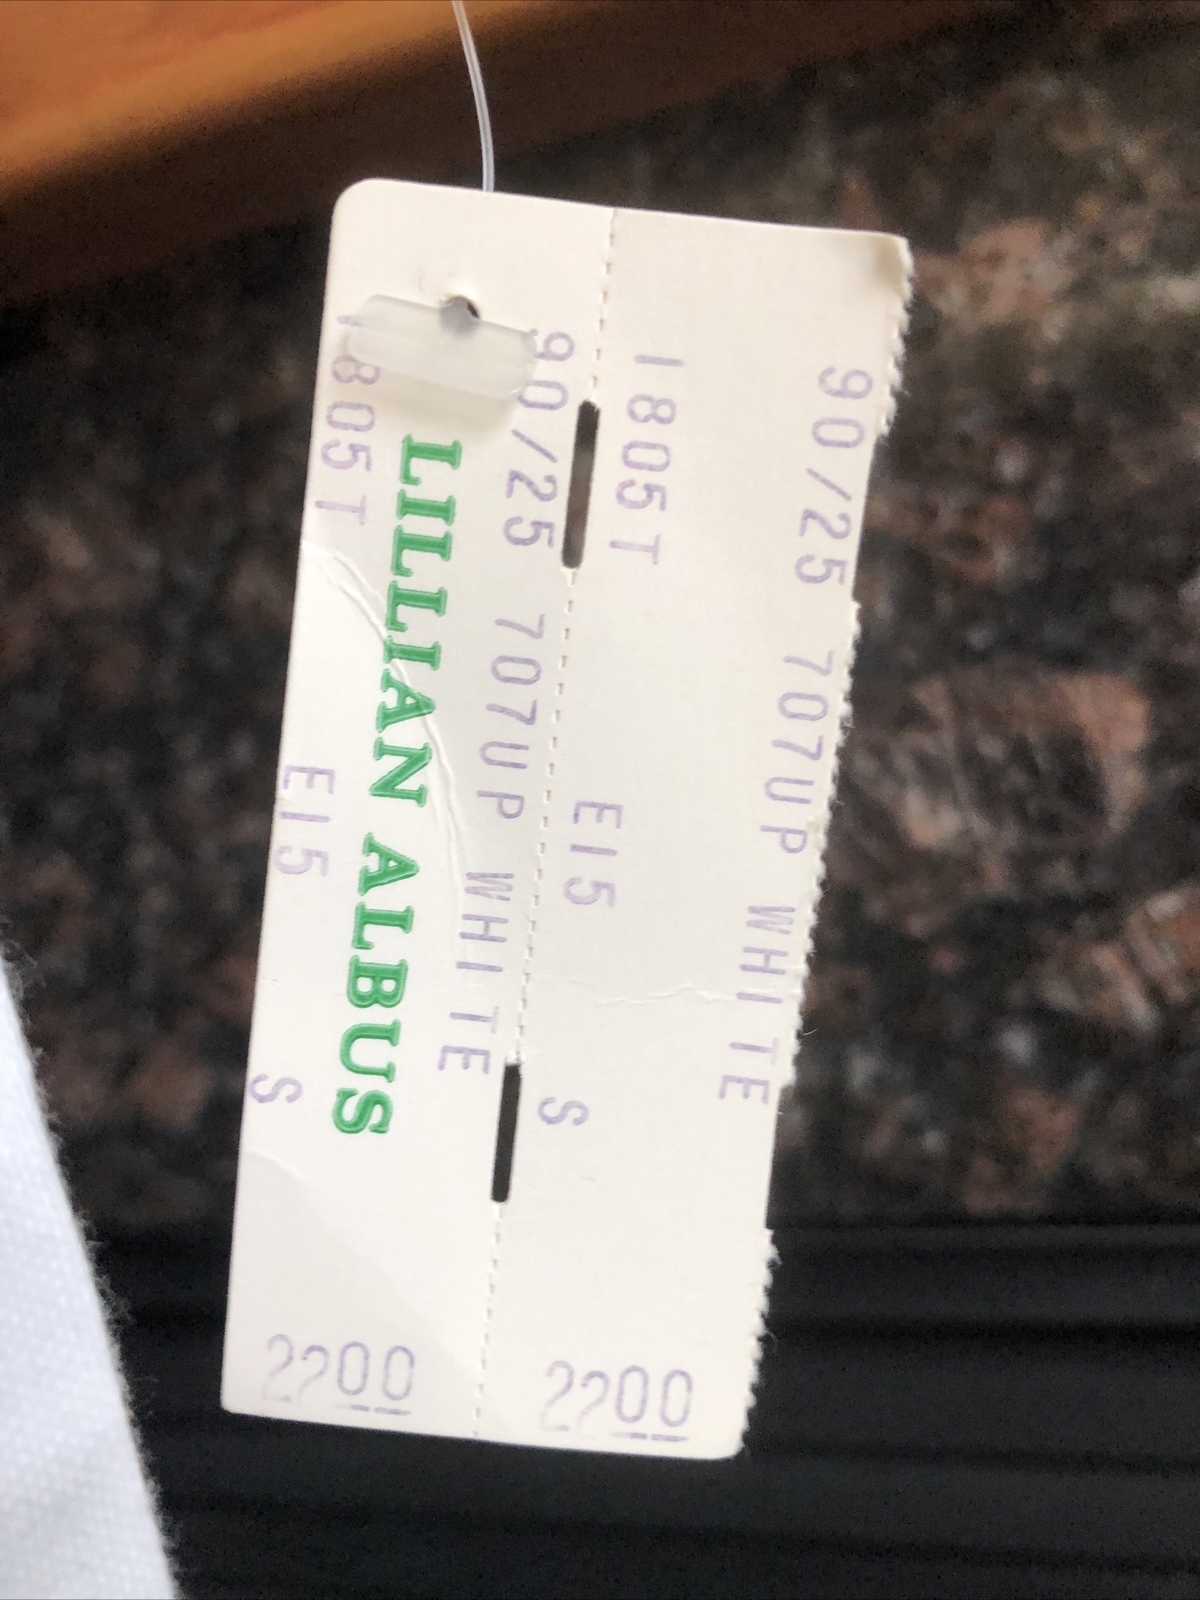 90/25 707UP WHITE
1805T E15 S
2200
90/25 707UP WHITE
LILLIAN ALBUS
1805T E15 S
2200